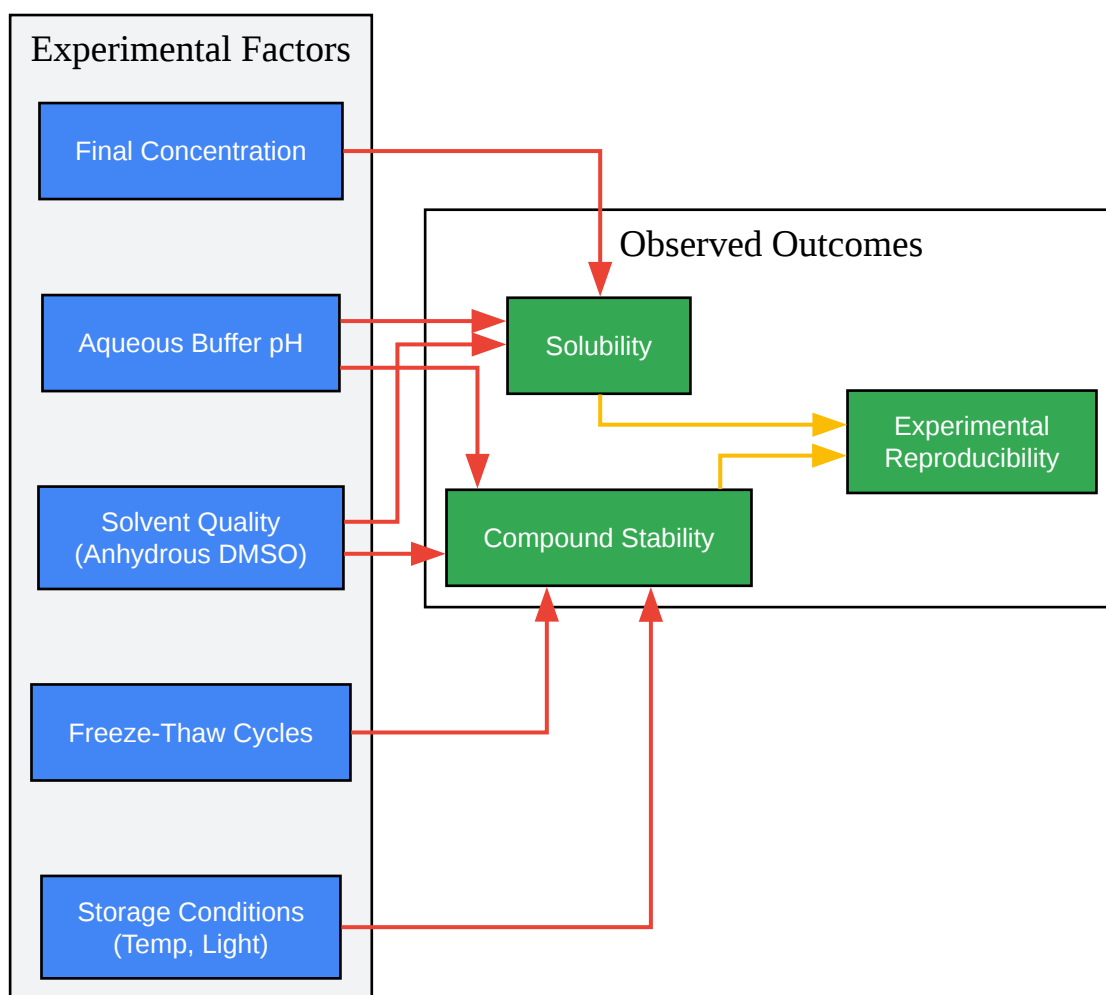 Experimental Factors
Final Concentration
Observed Outcomes
Aqueous Buffer pH
Solubility
Experimental
Reproducibility
Solvent Quality
(Anhydrous DMSO)
Compound Stability
Freeze-Thaw Cycles
Storage Conditions
(Temp, Light)